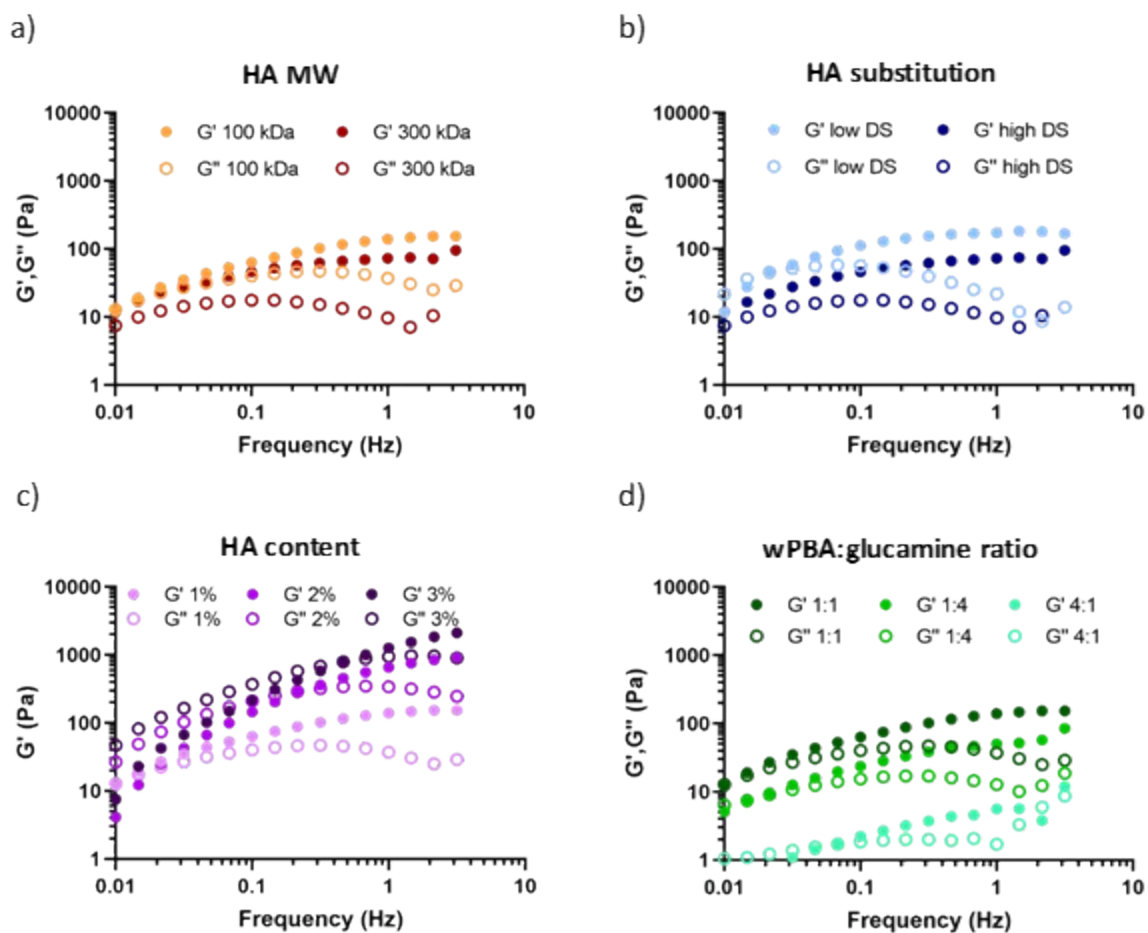 a)
HA MW
10000
1000
100
10
1
G' 100 kDa
G' 300 kDa
G" 100 kDa
G" 300 kDa
G',G" (Pa)
0.01
0.1
1
10
Frequency (Hz)
b)
HA substitution
10000
1000
100
10
1
G' low DS
G' high DS
G" low DS
G" high DS
G',G" (Pa)
0.01
0.1
1
10
Frequency (Hz)
c)
HA content
10000
1000
100
10
1
G' 1%
G' 2%
G' 3%
G" 1%
G" 2%
G" 3%
G' (Pa)
0.01
0.1
1
10
Frequency (Hz)
d)
wPBA:glucamine ratio
10000
1000
100
10
1
G' 1:1
G' 1:4
G' 4:1
G" 1:1
G" 1:4
G" 4:1
G',G" (Pa)
0.01
0.1
1
10
Frequency (Hz)